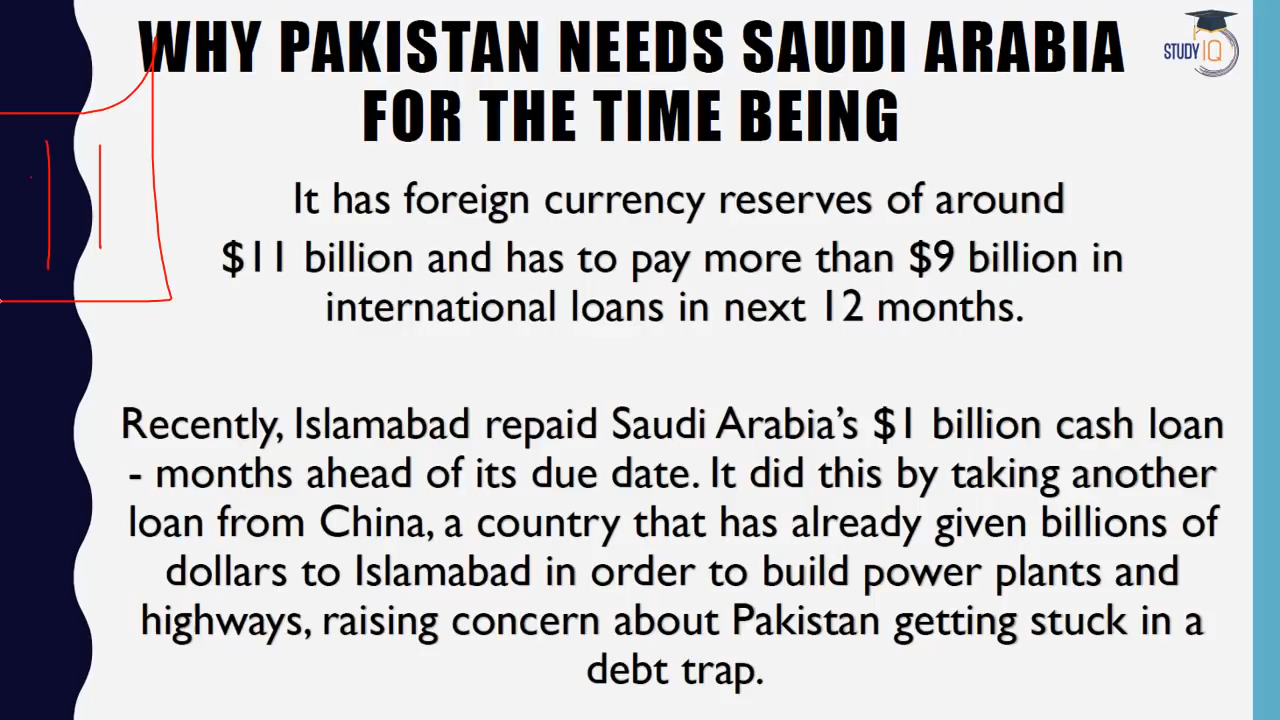 WHY PAKISTAN NEEDS SAUDI ARABIA
FOR THE TIME BEING
STUDY IQ
It has foreign currency reserves of around
$11 billion and has to pay more than $9 billion in
international loans in next 12 months.
Recently, Islamabad repaid Saudi Arabia’s $1 billion cash loan
- months ahead of its due date. It did this by taking another
loan from China, a country that has already given billions of
dollars to Islamabad in order to build power plants and
highways, raising concern about Pakistan getting stuck in a
debt trap.